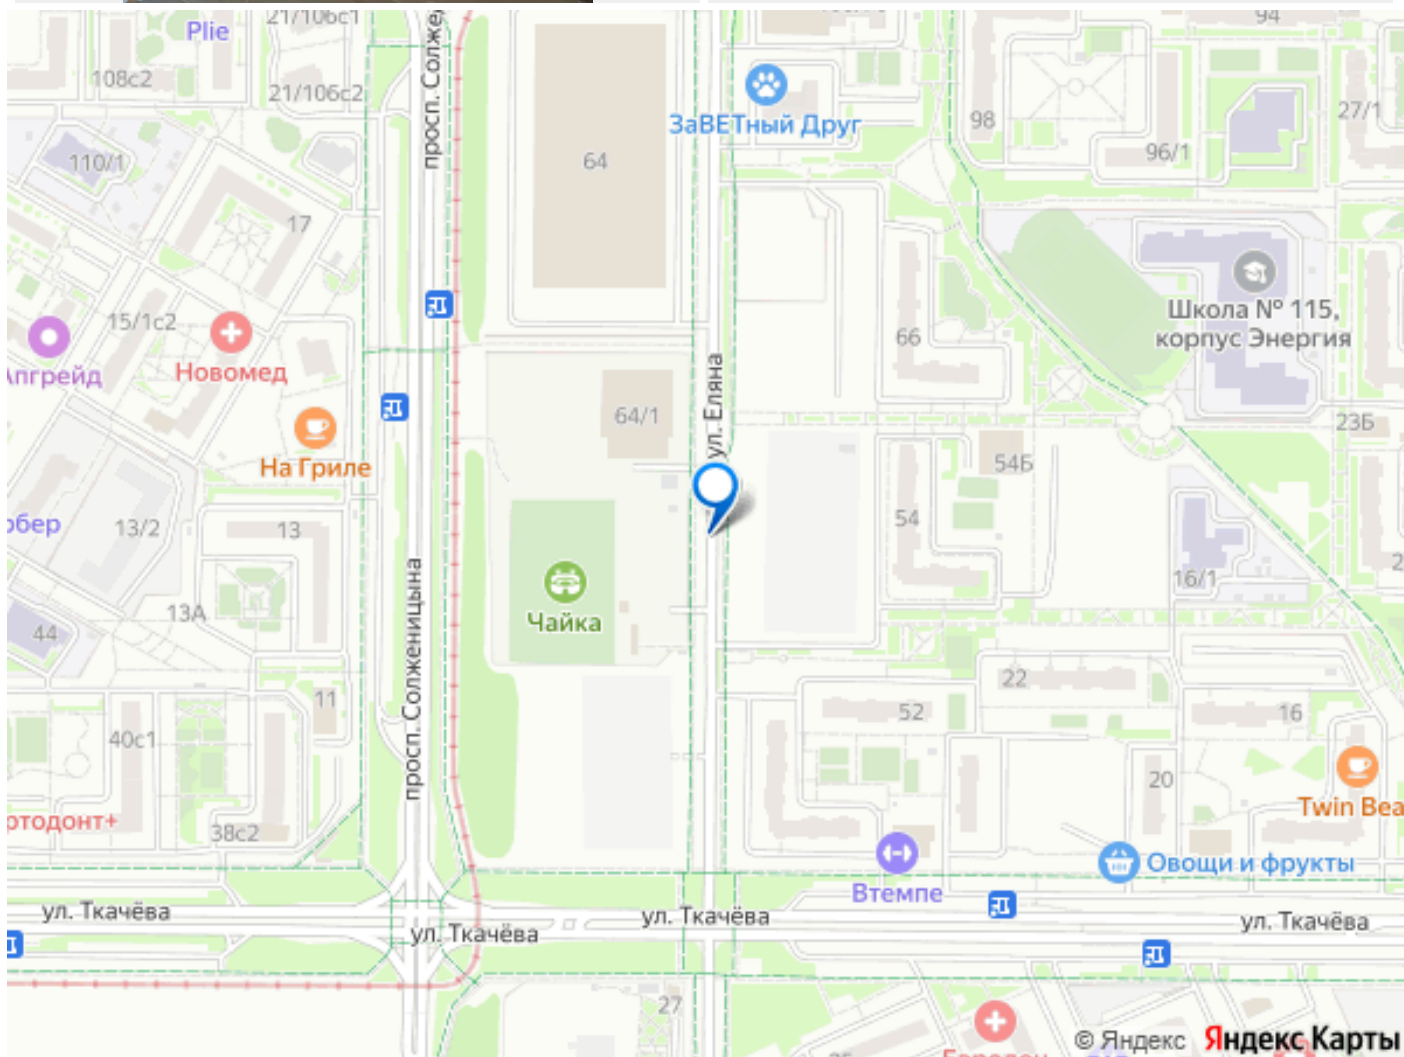 21/106с1
94
Plie
просп. Солже
108с2
21/106с2
ЗаВЕТный Друг
98
27/1
110/1
64
96/1
17
Школа № 115,
корпус Энергия
15/1с2
66
Апгрейд
Новомед
ул. Еляна
64/1
23Б
На Гриле
54Б
обер
13/2
13
54
просп. Солженицына
16/1
13А
Чайка
44
22
11
52
16
40с1
20
Twin Bea
ртодонт+
38с2
Овощи и фрукты
Втемпе
ул. Ткачёва
ул. Ткачёва
ул. Ткачёва
ул. Ткачёва
27
© Яндекс Яндекс Карты